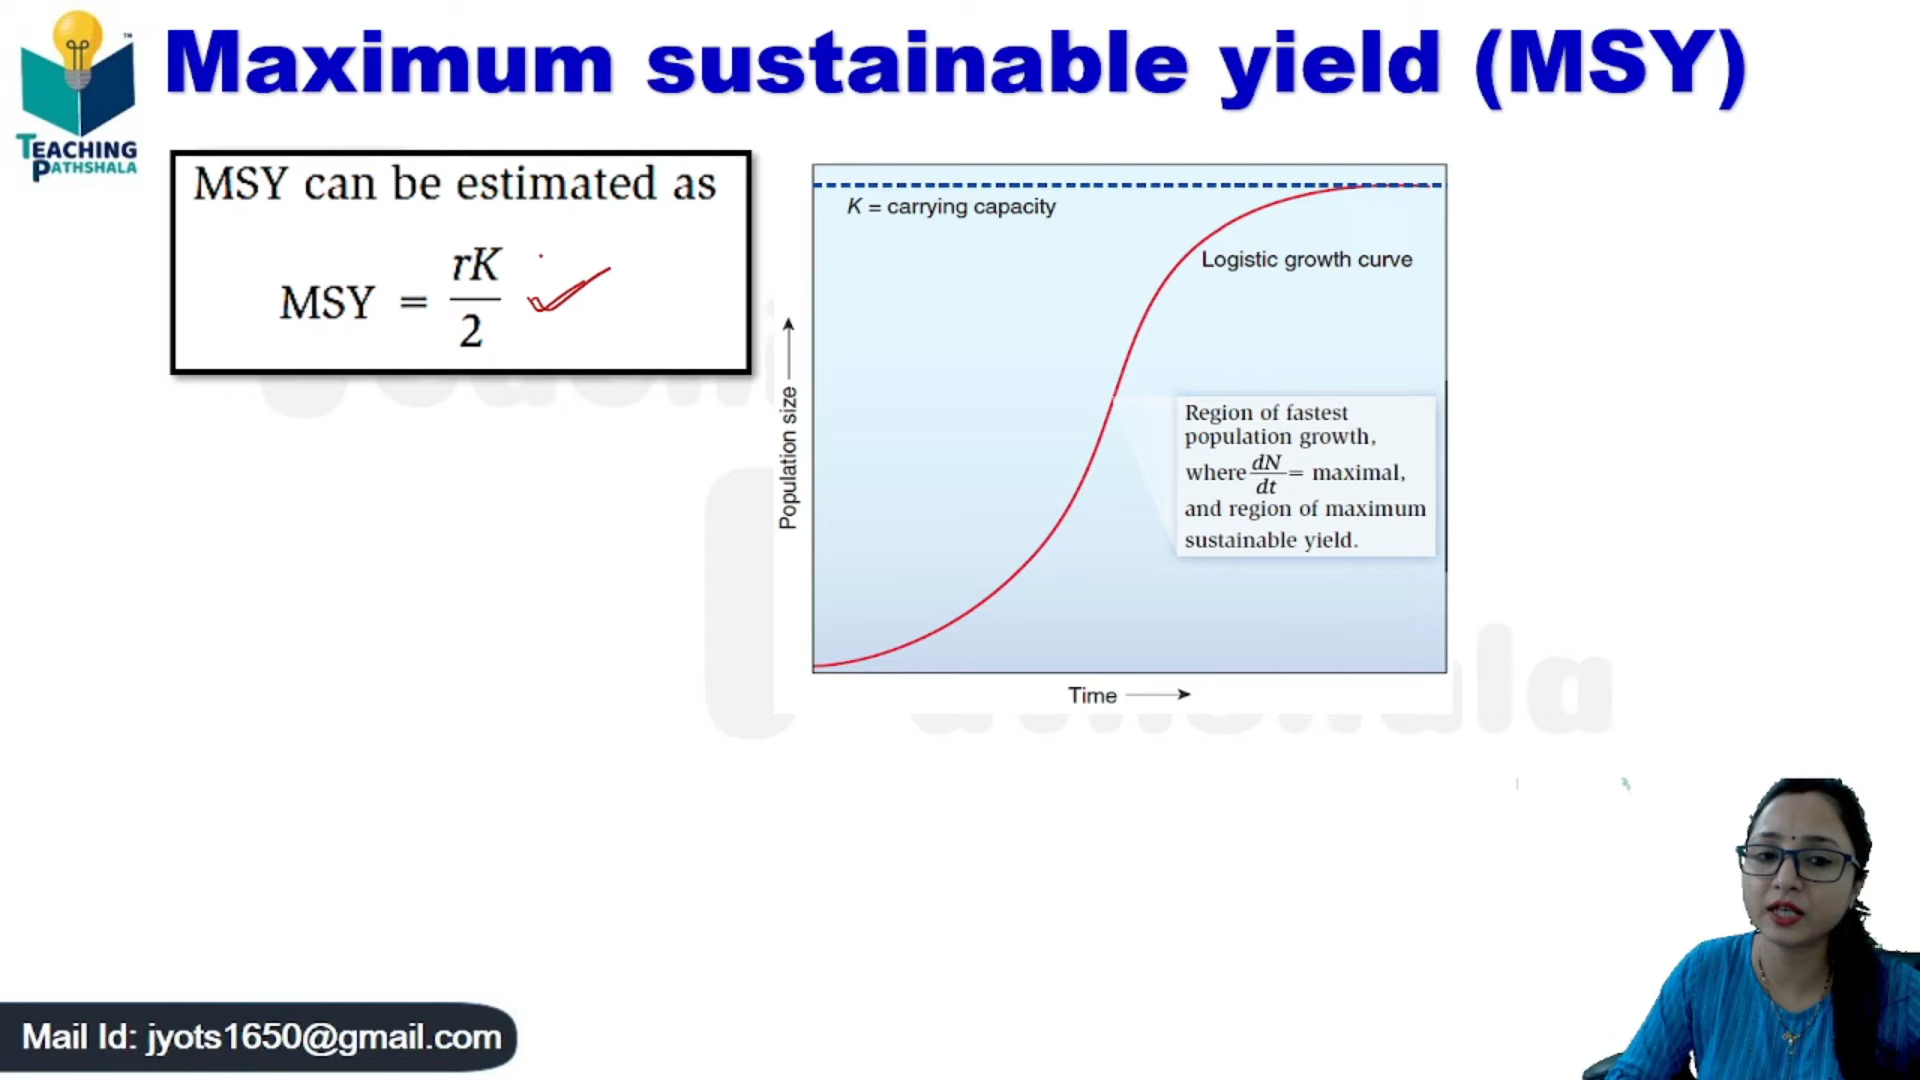 Maximum sustainable yield (MSY)
TEACHING
PATHSHALA
MSY can be estimated as
MSY = rK/2
K = carrying capacity
Logistic growth curve
Population size
Region of fastest
population growth,
where dN/dt = maximal,
and region of maximum
sustainable yield.
Time
Mail Id: jyots1650@gmail.com